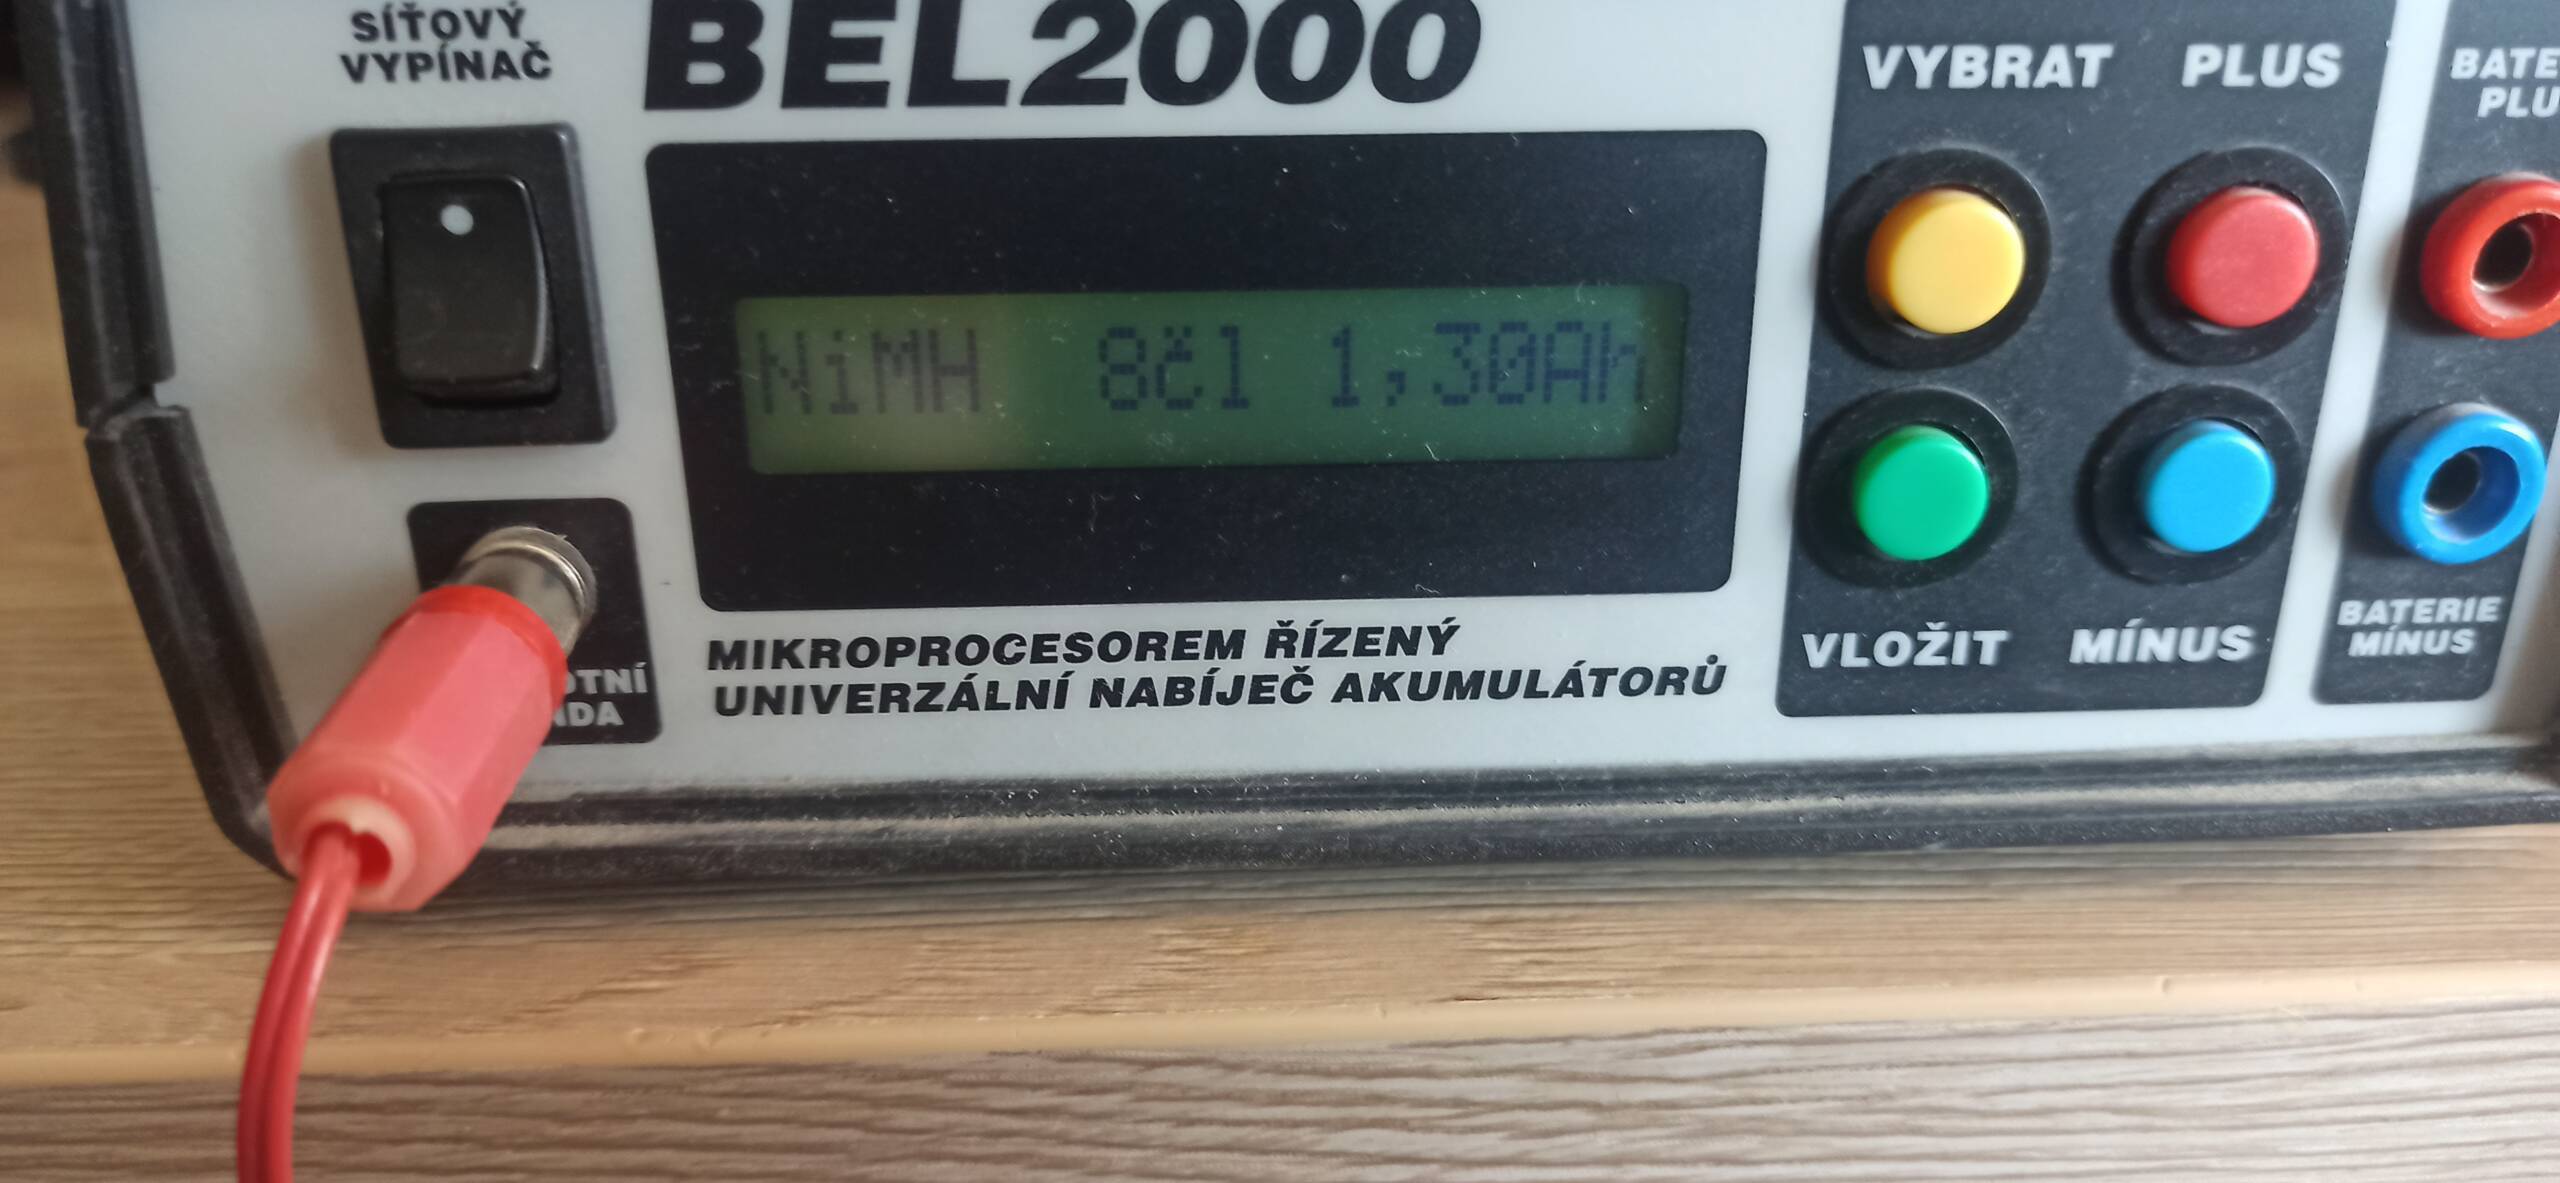 SÍŤOVÝ
VYPÍNAČ
BEL2000
VYBRAT
PLUS
NiMH 8čl 1,30Ah
VLOŽIT
MÍNUS
BATERIE
MÍNUS
MIKROPROCESOREM ŘÍZENÝ
UNIVERZÁLNÍ NABÍJEČ AKUMULÁTORŮ